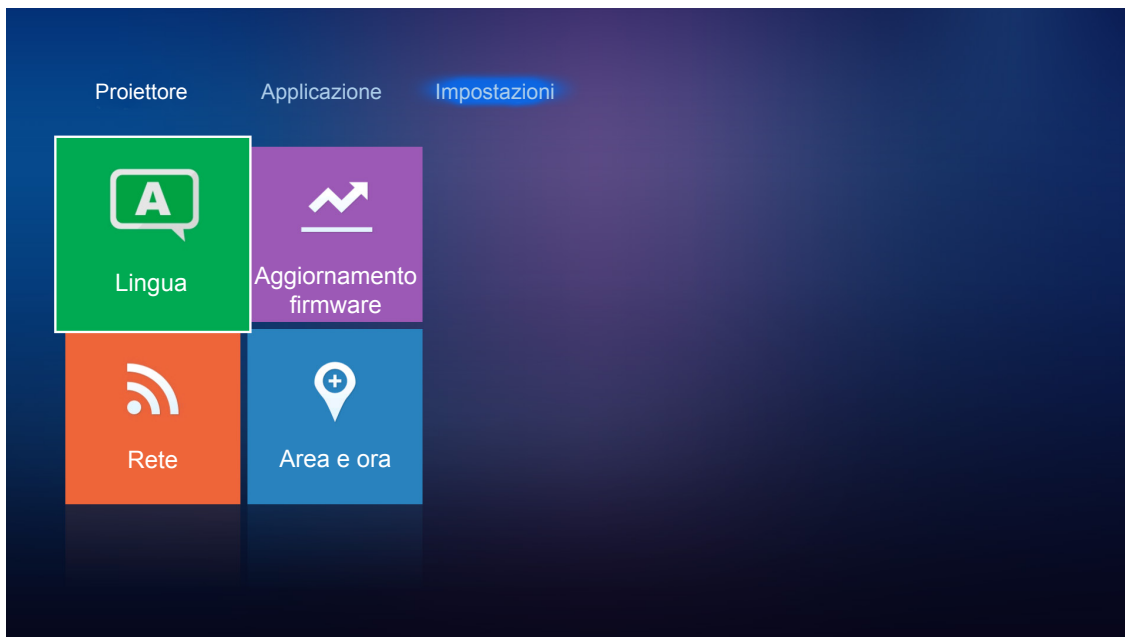 Proiettore Applicazione Impostazioni
A
Lingua
Aggiornamento
firmware
Rete
Area e ora